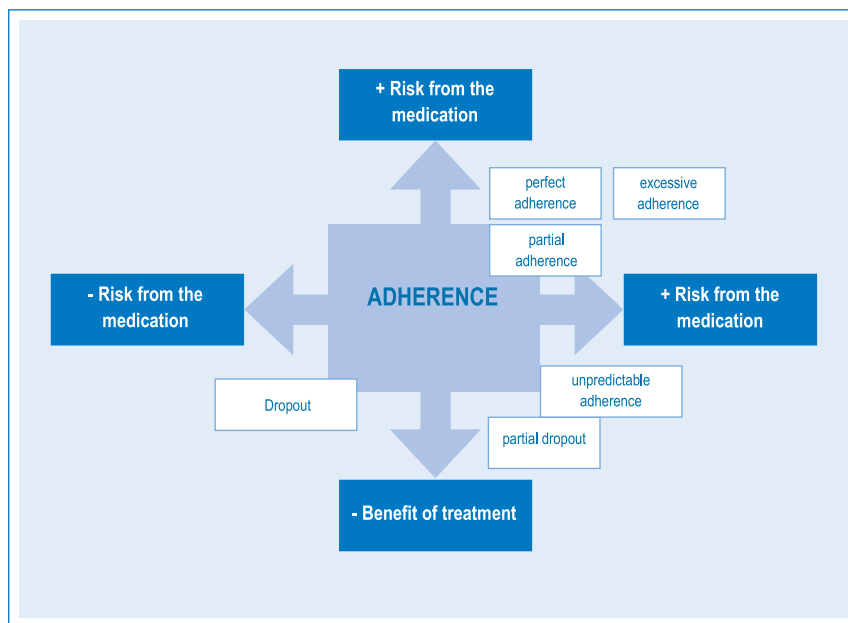 + Risk from the
medication
perfect
adherence
excessive
adherence
partial
adherence
- Risk from the
medication
ADHERENCE
+ Risk from the
medication
Dropout
unpredictable
adherence
partial dropout
- Benefit of treatment